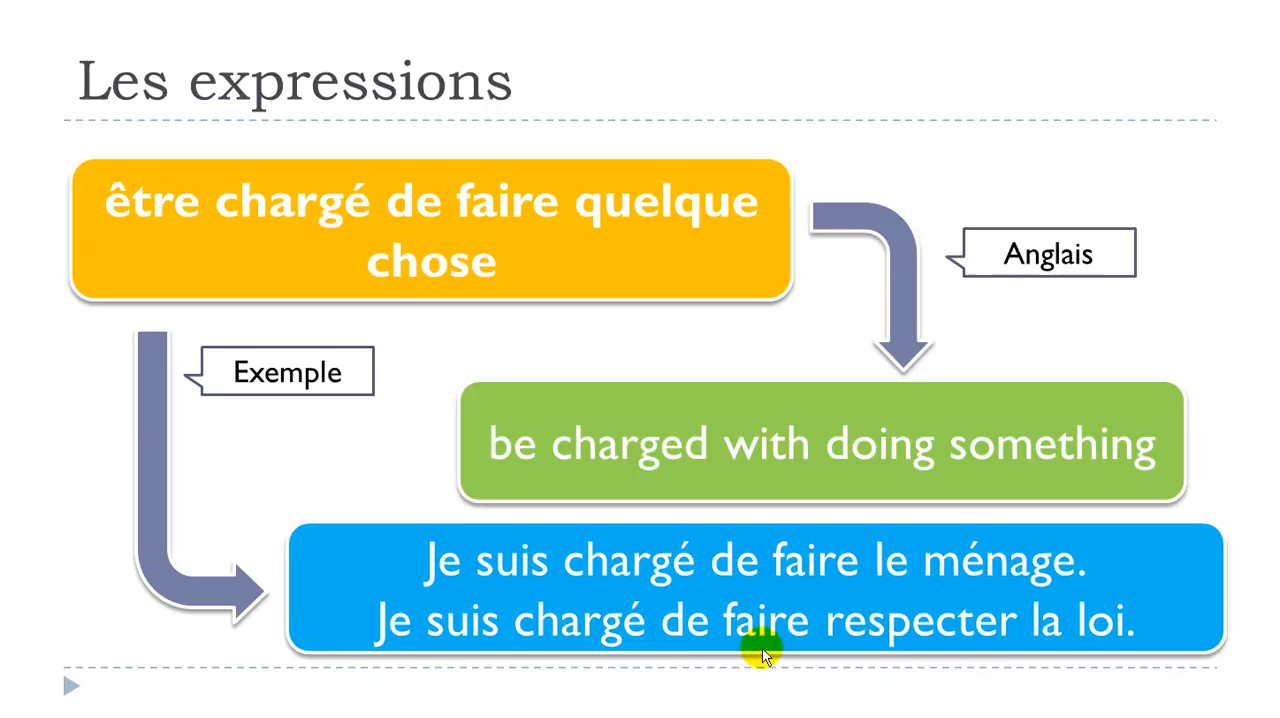 Les expressions
être chargé de faire quelque
chose
Anglais
Exemple
be charged with doing something
Je suis chargé de faire le ménage.
Je suis chargé de faire respecter la loi.